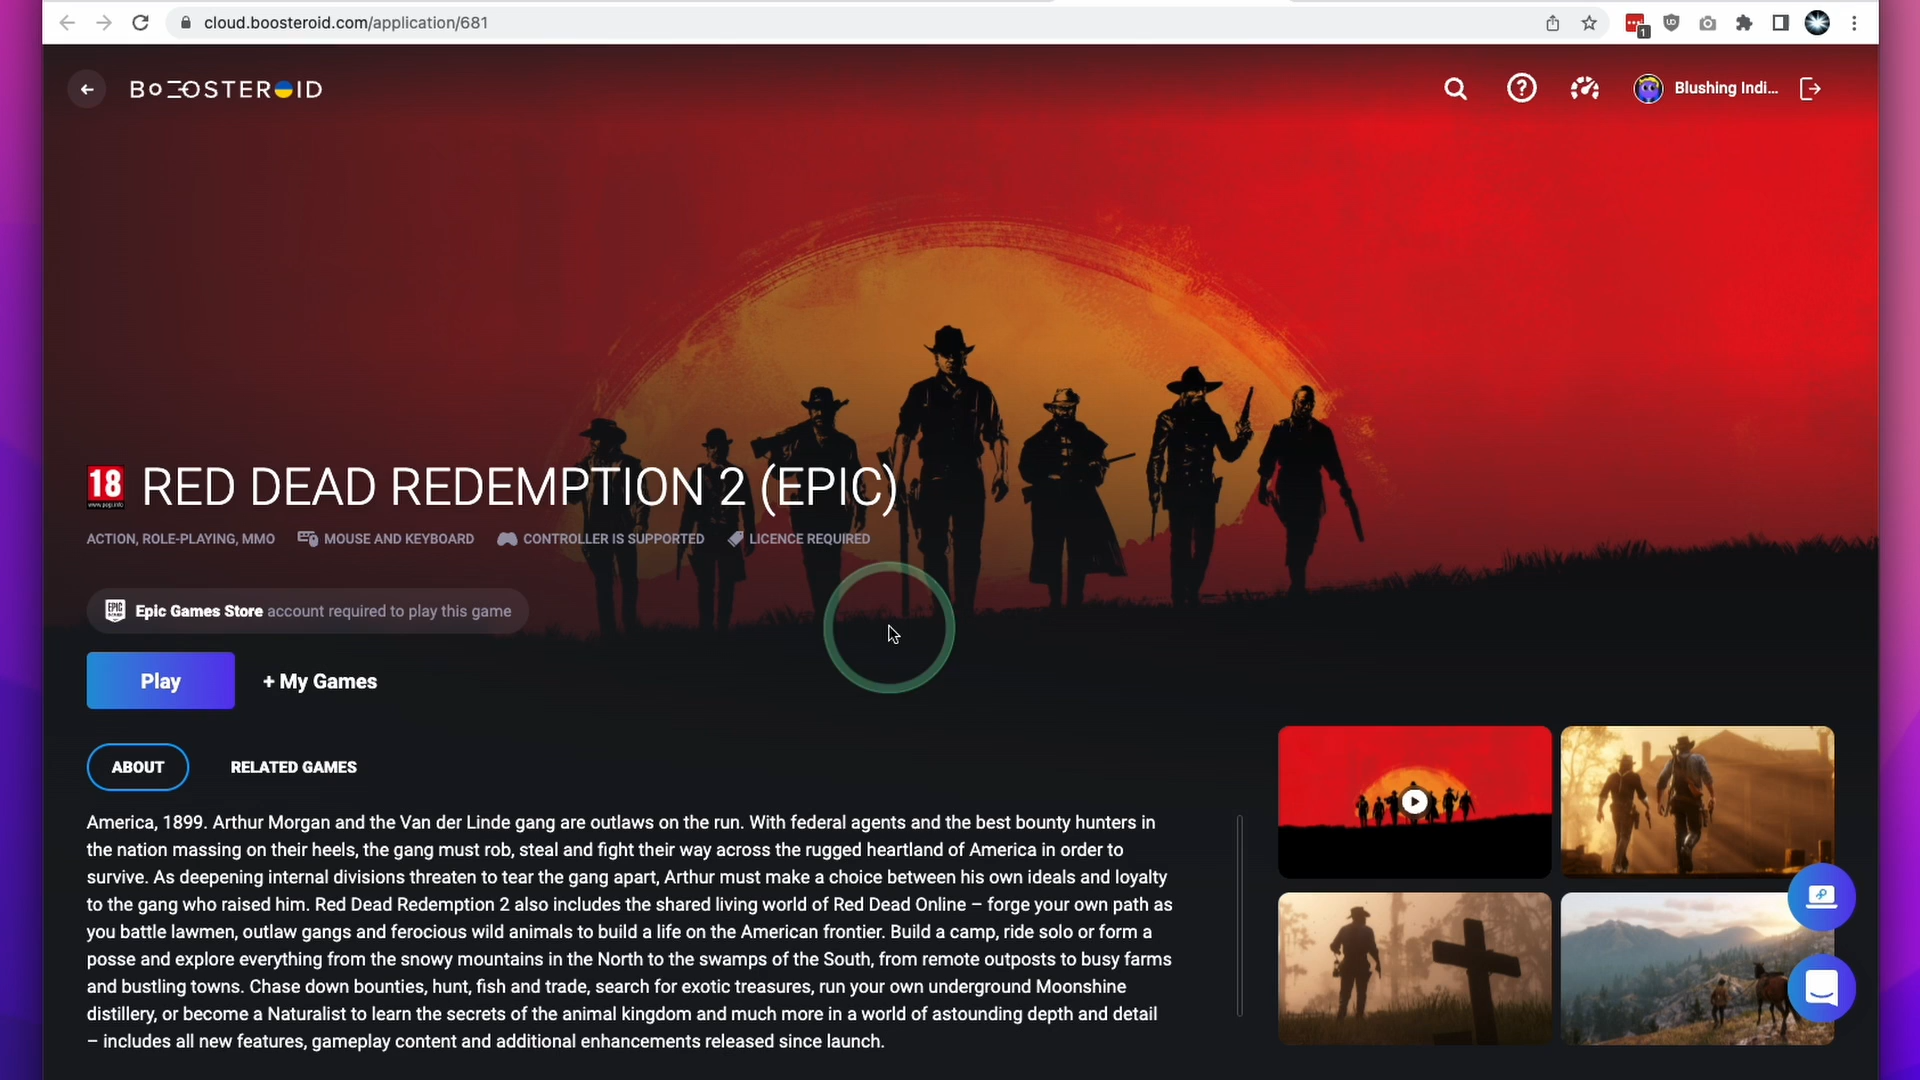 cloud.boosteroid.com/application/681
1
BOOSTEROID
Blushing Indi...
18
www.pegi.info
RED DEAD REDEMPTION 2 (EPIC)
ACTION, ROLE-PLAYING, MMO MOUSE AND KEYBOARD CONTROLLER IS SUPPORTED LICENCE REQUIRED
EPIC Epic Games Store account required to play this game
Play + My Games
ABOUT RELATED GAMES
America, 1899. Arthur Morgan and the Van der Linde gang are outlaws on the run. With federal agents and the best bounty hunters in
the nation massing on their heels, the gang must rob, steal and fight their way across the rugged heartland of America in order to
survive. As deepening internal divisions threaten to tear the gang apart, Arthur must make a choice between his own ideals and loyalty
to the gang who raised him. Red Dead Redemption 2 also includes the shared living world of Red Dead Online – forge your own path as
you battle lawmen, outlaw gangs and ferocious wild animals to build a life on the American frontier. Build a camp, ride solo or form a
posse and explore everything from the snowy mountains in the North to the swamps of the South, from remote outposts to busy farms
and bustling towns. Chase down bounties, hunt, fish and trade, search for exotic treasures, run your own underground Moonshine
distillery, or become a Naturalist to learn the secrets of the animal kingdom and much more in a world of astounding depth and detail
– includes all new features, gameplay content and additional enhancements released since launch.